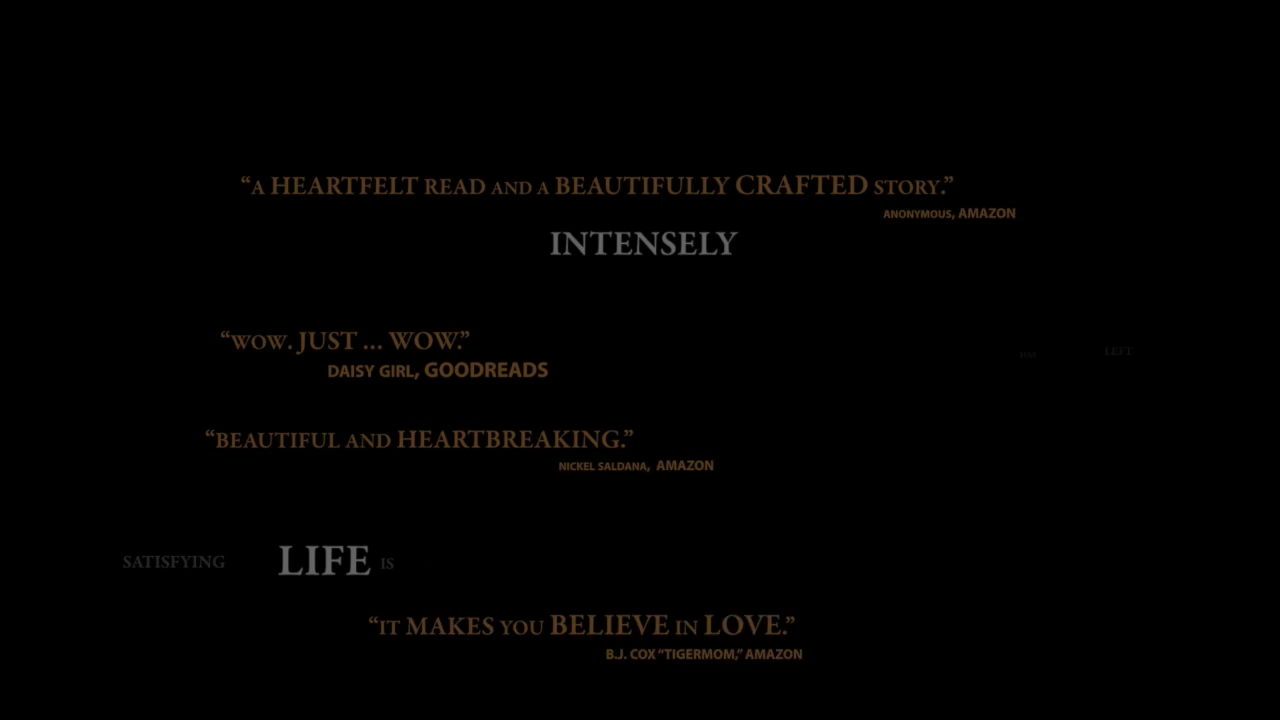 “A HEARTFELT READ AND A BEAUTIFULLY CRAFTED STORY.”
ANONYMOUS, AMAZON
INTENSELY
“WOW. JUST ... WOW.”
LEFT
DAISY GIRL, GOODREADS
“BEAUTIFUL AND HEARTBREAKING.”
NICKEL SALDANA, AMAZON
SATISFYING LIFE IS
“IT MAKES YOU BELIEVE IN LOVE.”
B.J. COX “TIGERMOM,” AMAZON